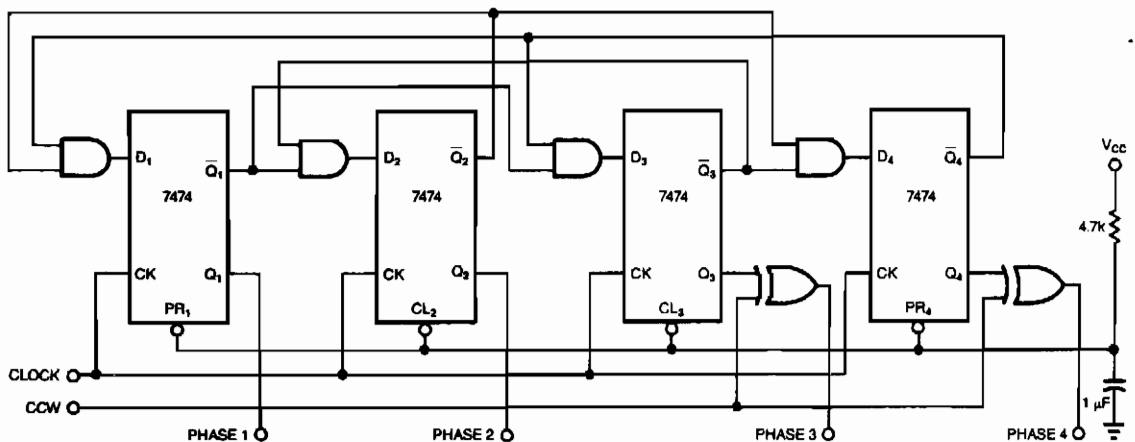 D₁
Q̅₁
7474
CK
Q₁
PR₁
D₂
Q̅₂
7474
CK
Q₂
CL₂
D₃
Q̅₃
7474
CK
Q₃
CL₃
D₄
Q̅₄
7474
CK
Q₄
PR₄
VCC
4.7k
1 µF
CLOCK
CCW
PHASE 1
PHASE 2
PHASE 3
PHASE 4